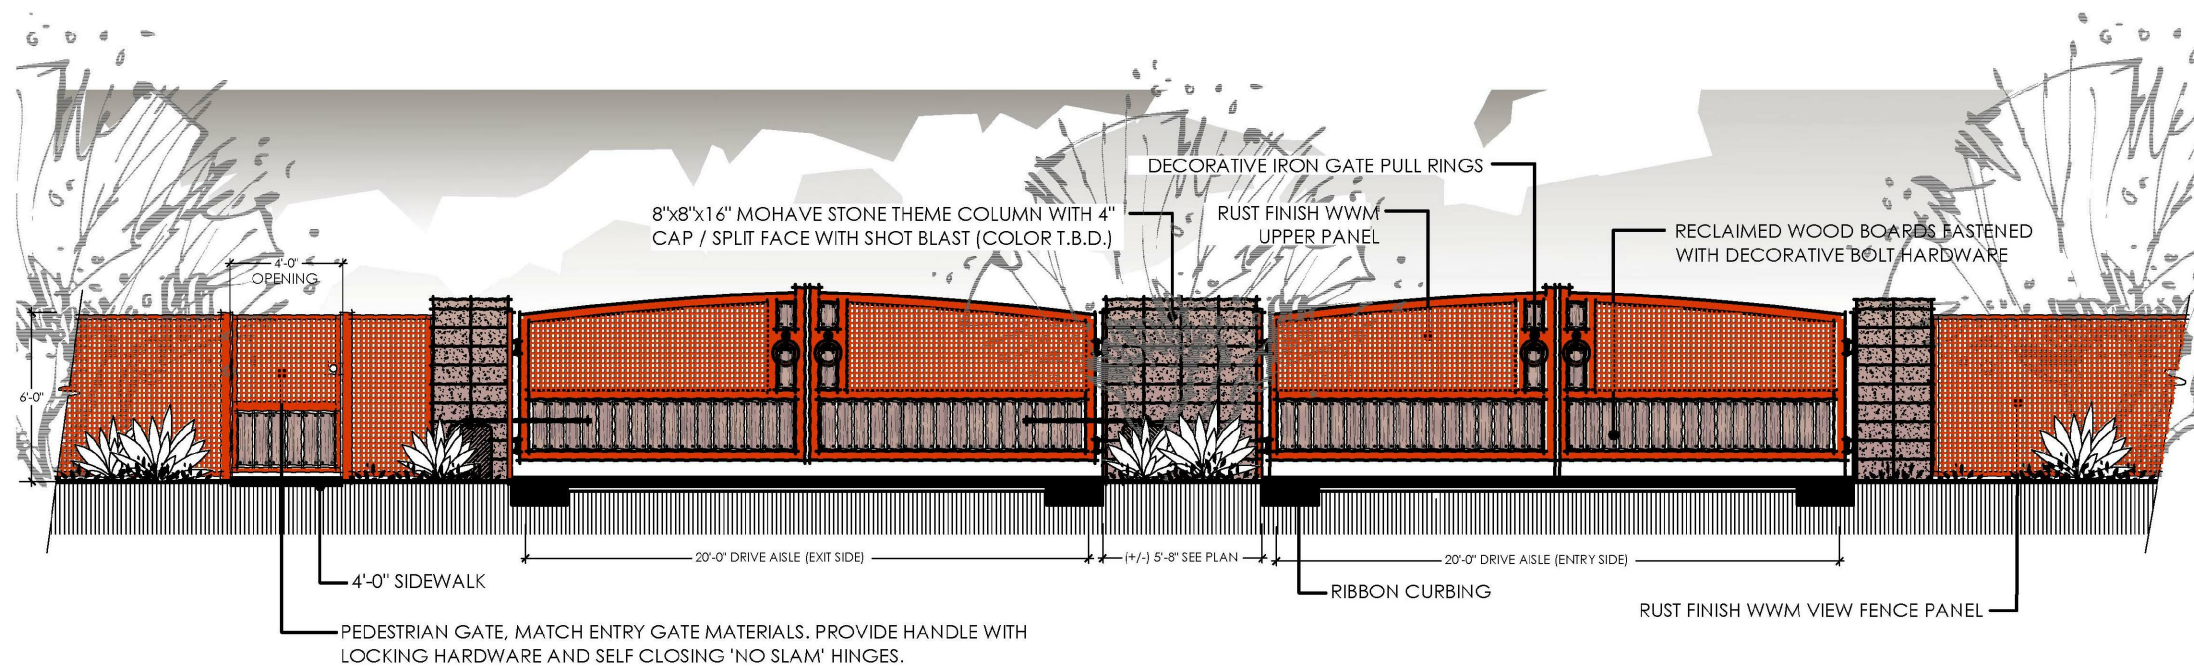 DECORATIVE IRON GATE PULL RINGS
8"x8"x16" MOHAVE STONE THEME COLUMN WITH 4"
CAP / SPLIT FACE WITH SHOT BLAST (COLOR T.B.D.)
RUST FINISH WWM
UPPER PANEL
RECLAIMED WOOD BOARDS FASTENED
WITH DECORATIVE BOLT HARDWARE
4'-0"
OPENING
6'-0"
20'-0" DRIVE AISLE (EXIT SIDE)
(+/-) 5'-8" SEE PLAN
20'-0" DRIVE AISLE (ENTRY SIDE)
4'-0" SIDEWALK
RIBBON CURBING
RUST FINISH WWM VIEW FENCE PANEL
PEDESTRIAN GATE, MATCH ENTRY GATE MATERIALS. PROVIDE HANDLE WITH
LOCKING HARDWARE AND SELF CLOSING 'NO SLAM' HINGES.